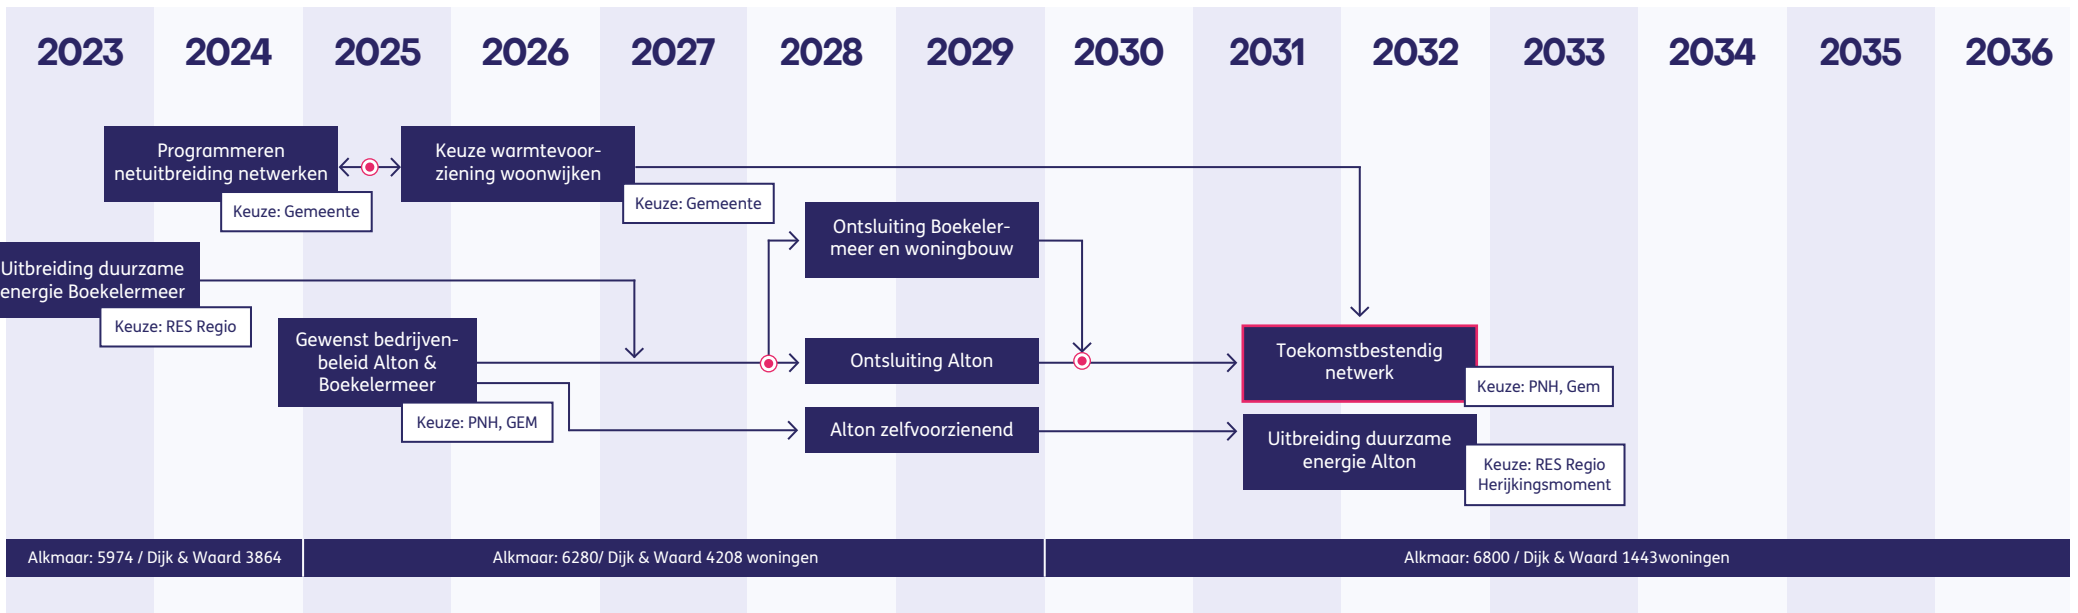 2023 2024 2025 2026 2027 2028 2029 2030 2031 2032 2033 2034 2035 2036
Programmeren
netuitbreiding netwerken
Keuze: Gemeente
Keuze warmtevoor-
ziening woonwijken
Keuze: Gemeente
Ontsluiting Boekeler-
meer en woningbouw
Uitbreiding duurzame
energie Boekelermeer
Keuze: RES Regio
Gewenst bedrijven-
beleid Alton &
Boekelermeer
Keuze: PNH, GEM
Ontsluiting Alton
Toekomstbestendig
netwerk
Keuze: PNH, Gem
Alton zelfvoorzienend
Uitbreiding duurzame
energie Alton
Keuze: RES Regio
Herijkingsmoment
Alkmaar: 5974 / Dijk & Waard 3864
Alkmaar: 6280/ Dijk & Waard 4208 woningen
Alkmaar: 6800 / Dijk & Waard 1443woningen